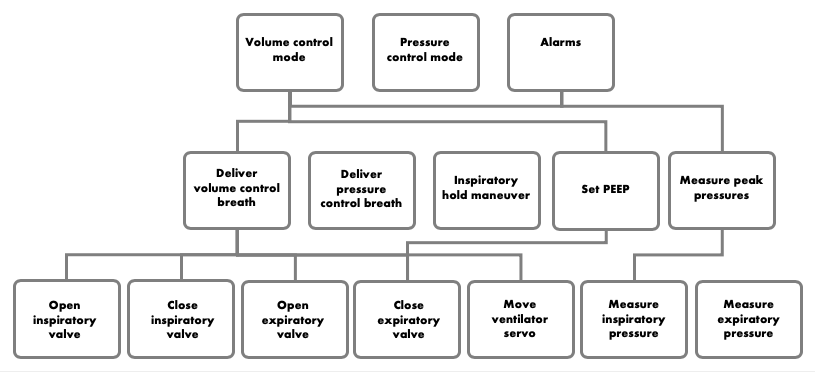 Volume control
mode
Pressure
control mode
Alarms
Deliver
volume control
breath
Deliver
pressure
control breath
Inspiratory
hold maneuver
Set PEEP
Measure peak
pressures
Open
inspiratory
valve
Close
inspiratory
valve
Open
expiratory
valve
Close
expiratory
valve
Move
ventilator
servo
Measure
inspiratory
pressure
Measure
expiratory
pressure